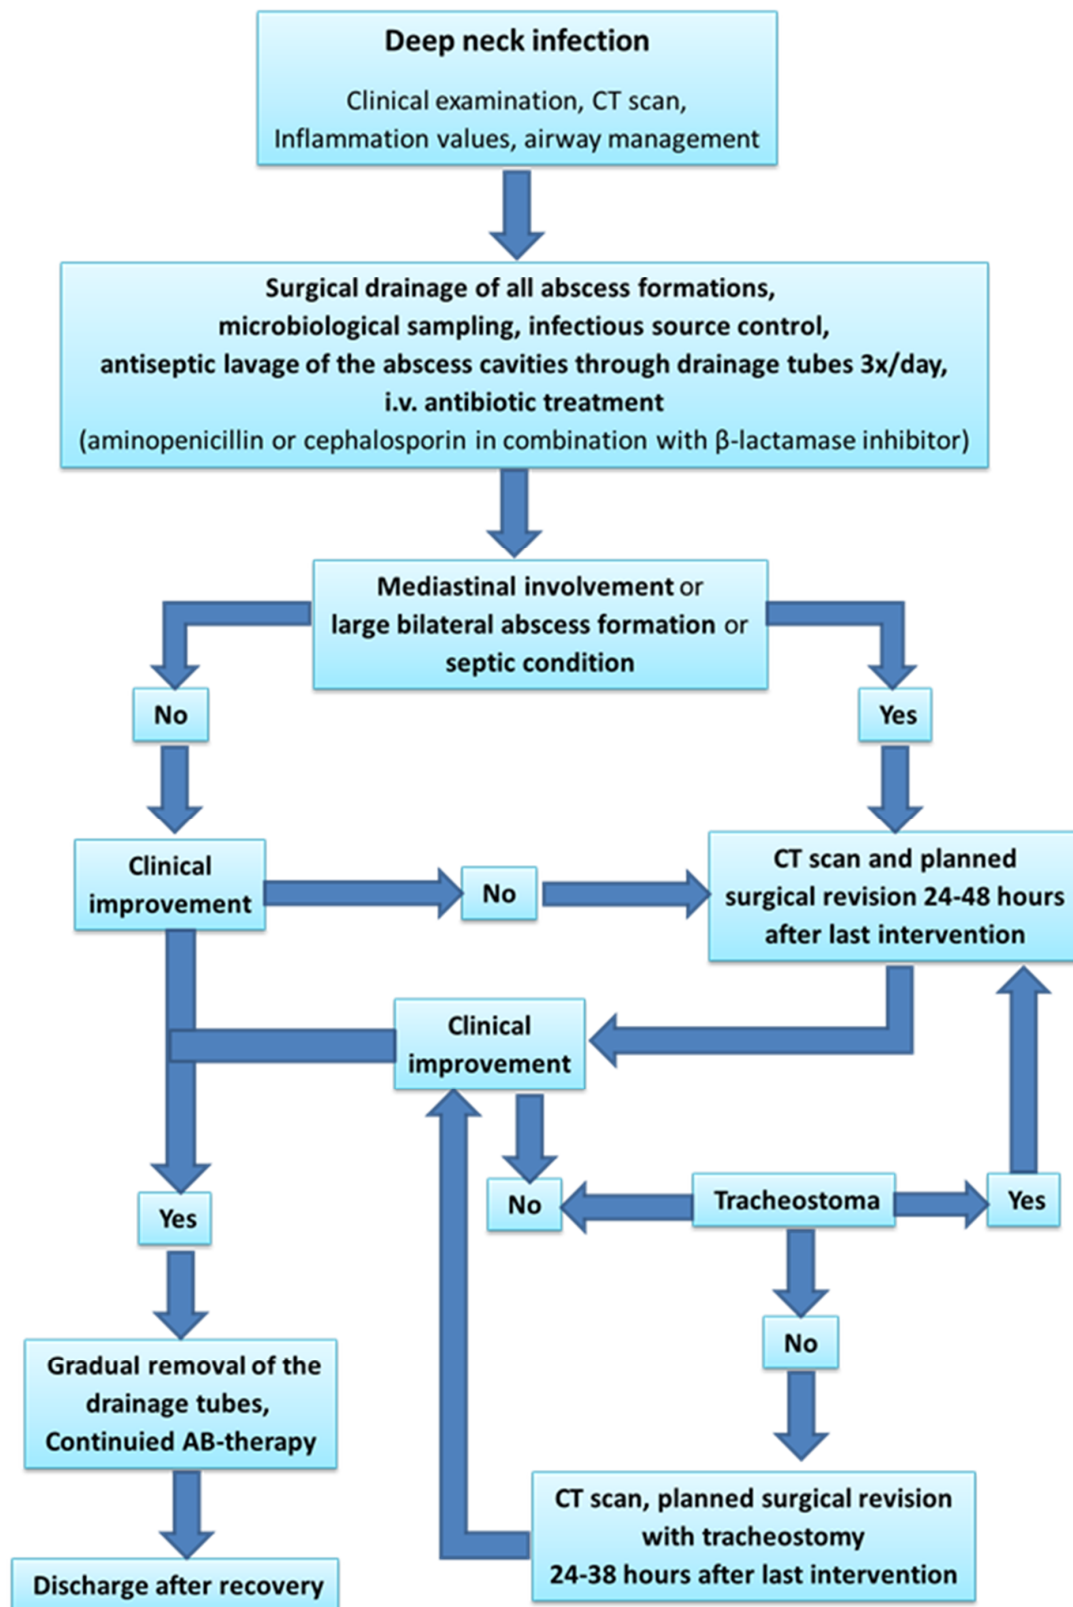 Deep neck infection
Clinical examination, CT scan,
Inflammation values, airway management
Surgical drainage of all abscess formations,
microbiological sampling, infectious source control,
antiseptic lavage of the abscess cavities through drainage tubes 3x/day,
i.v. antibiotic treatment
(aminopenicillin or cephalosporin in combination with β-lactamase inhibitor)
Mediastinal involvement or
large bilateral abscess formation or
septic condition
No
Yes
Clinical
improvement
No
CT scan and planned
surgical revision 24-48 hours
after last intervention
Clinical
improvement
No
Tracheostoma
Yes
Yes
No
Gradual removal of the
drainage tubes,
Continuied AB-therapy
CT scan, planned surgical revision
with tracheostomy
24-38 hours after last intervention
Discharge after recovery